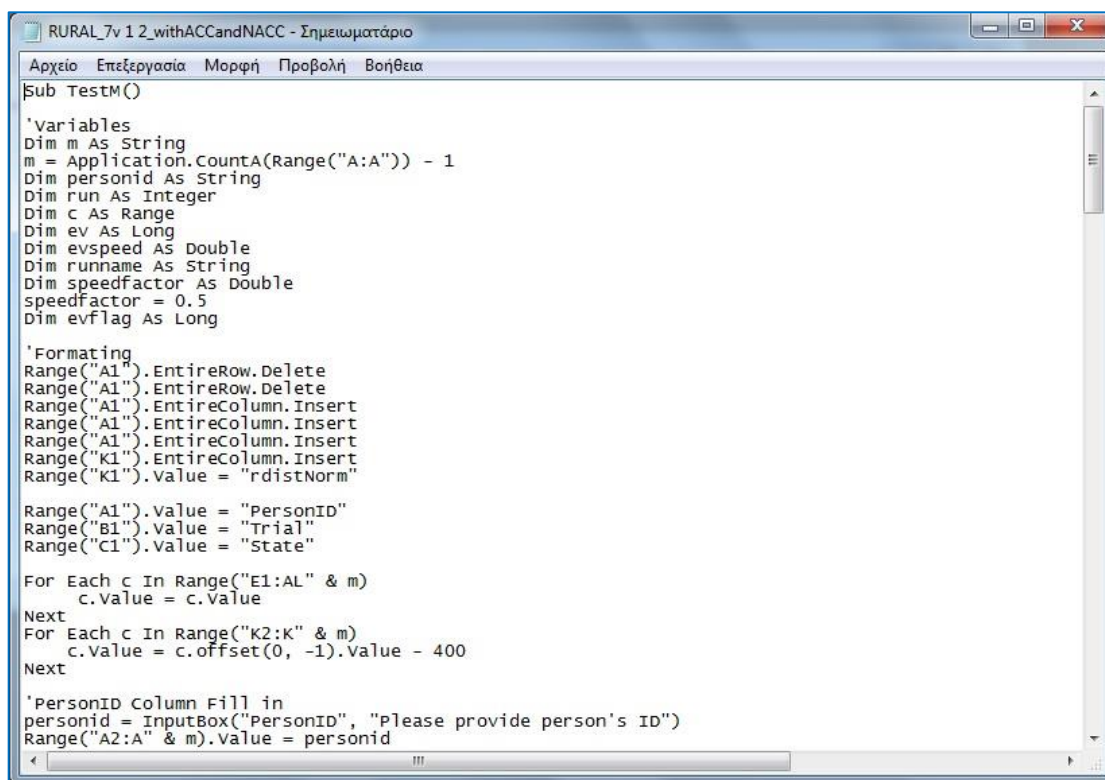 RURAL_7v 1 2_withACCandNACC - Σημειωματάριο
Αρχείο Επεξεργασία Μορφή Προβολή Βοήθεια
Sub TestM()
'Variables
Dim m As String
m = Application.CountA(Range("A:A")) - 1
Dim personid As String
Dim run As Integer
Dim c As Range
Dim ev As Long
Dim evspeed As Double
Dim runname As String
Dim speedfactor As Double
speedfactor = 0.5
Dim evflag As Long
'Formating
Range("A1").EntireRow.Delete
Range("A1").EntireRow.Delete
Range("A1").EntireColumn.Insert
Range("A1").EntireColumn.Insert
Range("A1").EntireColumn.Insert
Range("K1").EntireColumn.Insert
Range("K1").Value = "rdistNorm"
Range("A1").Value = "PersonID"
Range("B1").Value = "Trial"
Range("C1").Value = "State"
For Each c In Range("E1:AL" & m)
c.Value = c.Value
Next
For Each c In Range("K2:K" & m)
c.Value = c.offset(0, -1).Value - 400
Next
'PersonID Column Fill in
personid = InputBox("PersonID", "Please provide person's ID")
Range("A2:A" & m).Value = personid